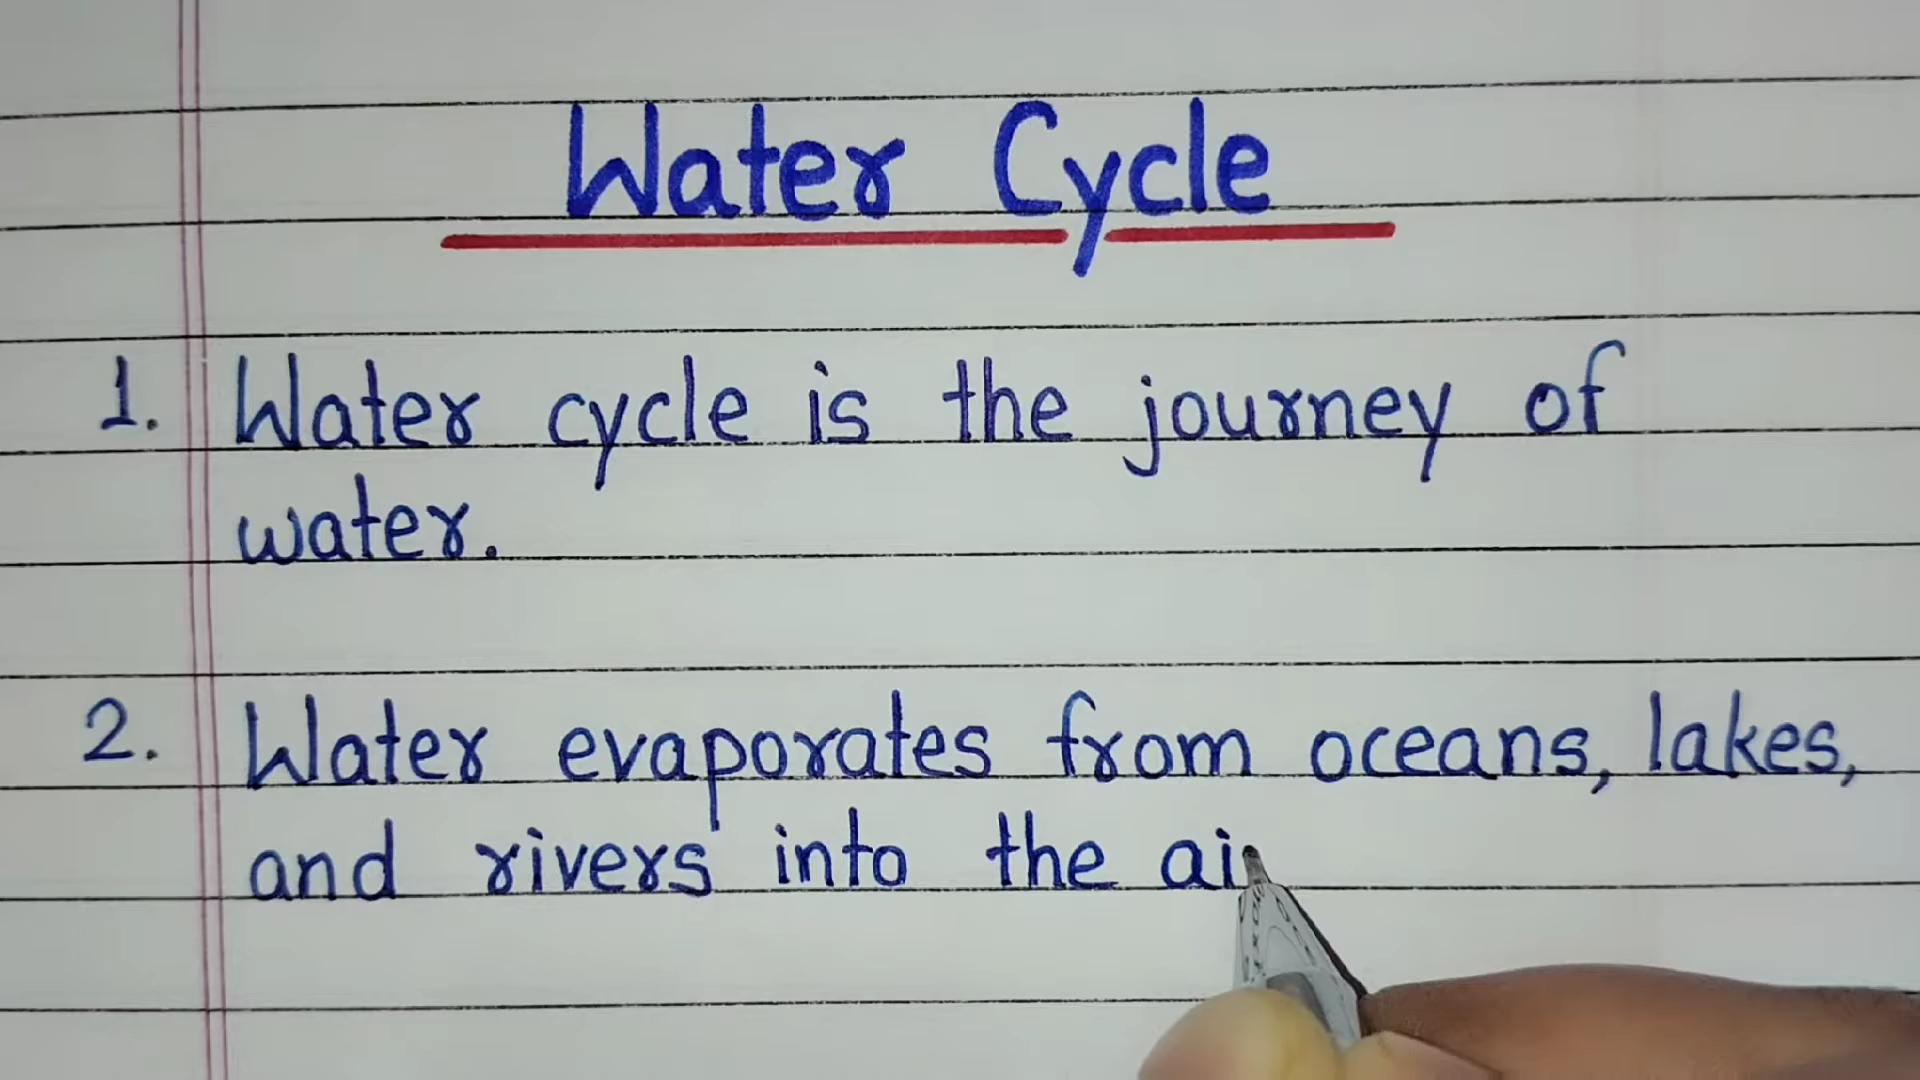 Water Cycle
1. Water cycle is the journey of
water.
2. Water evaporates from oceans, lakes,
and rivers into the ai